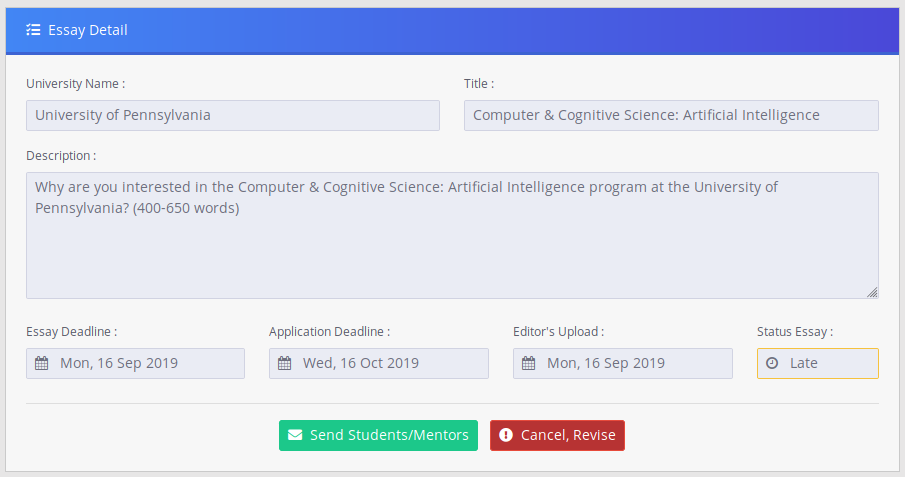 Essay Detail
University Name :
Title :
University of Pennsylvania
Computer & Cognitive Science: Artificial Intelligence
Description :
Why are you interested in the Computer & Cognitive Science: Artificial Intelligence program at the University of
Pennsylvania? (400-650 words)
Essay Deadline :
Application Deadline :
Editor's Upload :
Status Essay :
Mon, 16 Sep 2019
Wed, 16 Oct 2019
Mon, 16 Sep 2019
Late
Send Students/Mentors
Cancel, Revise